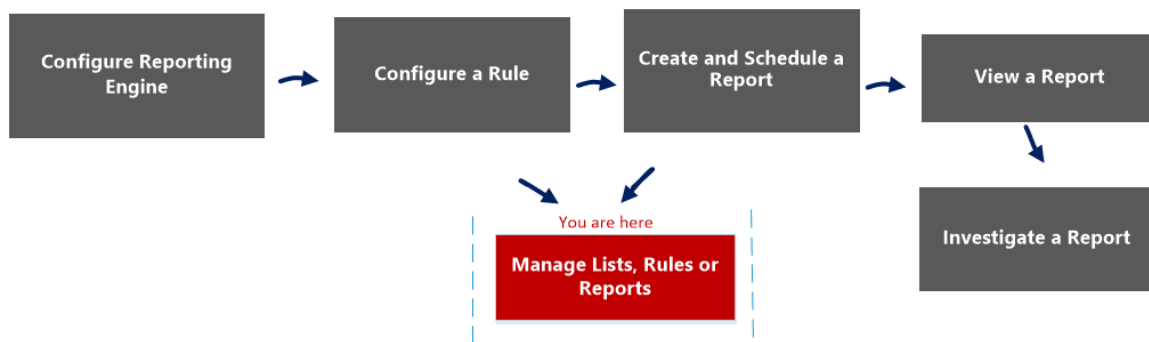 Configure Reporting
Engine
Configure a Rule
Create and Schedule a
Report
View a Report
You are here
Manage Lists, Rules or
Reports
Investigate a Report